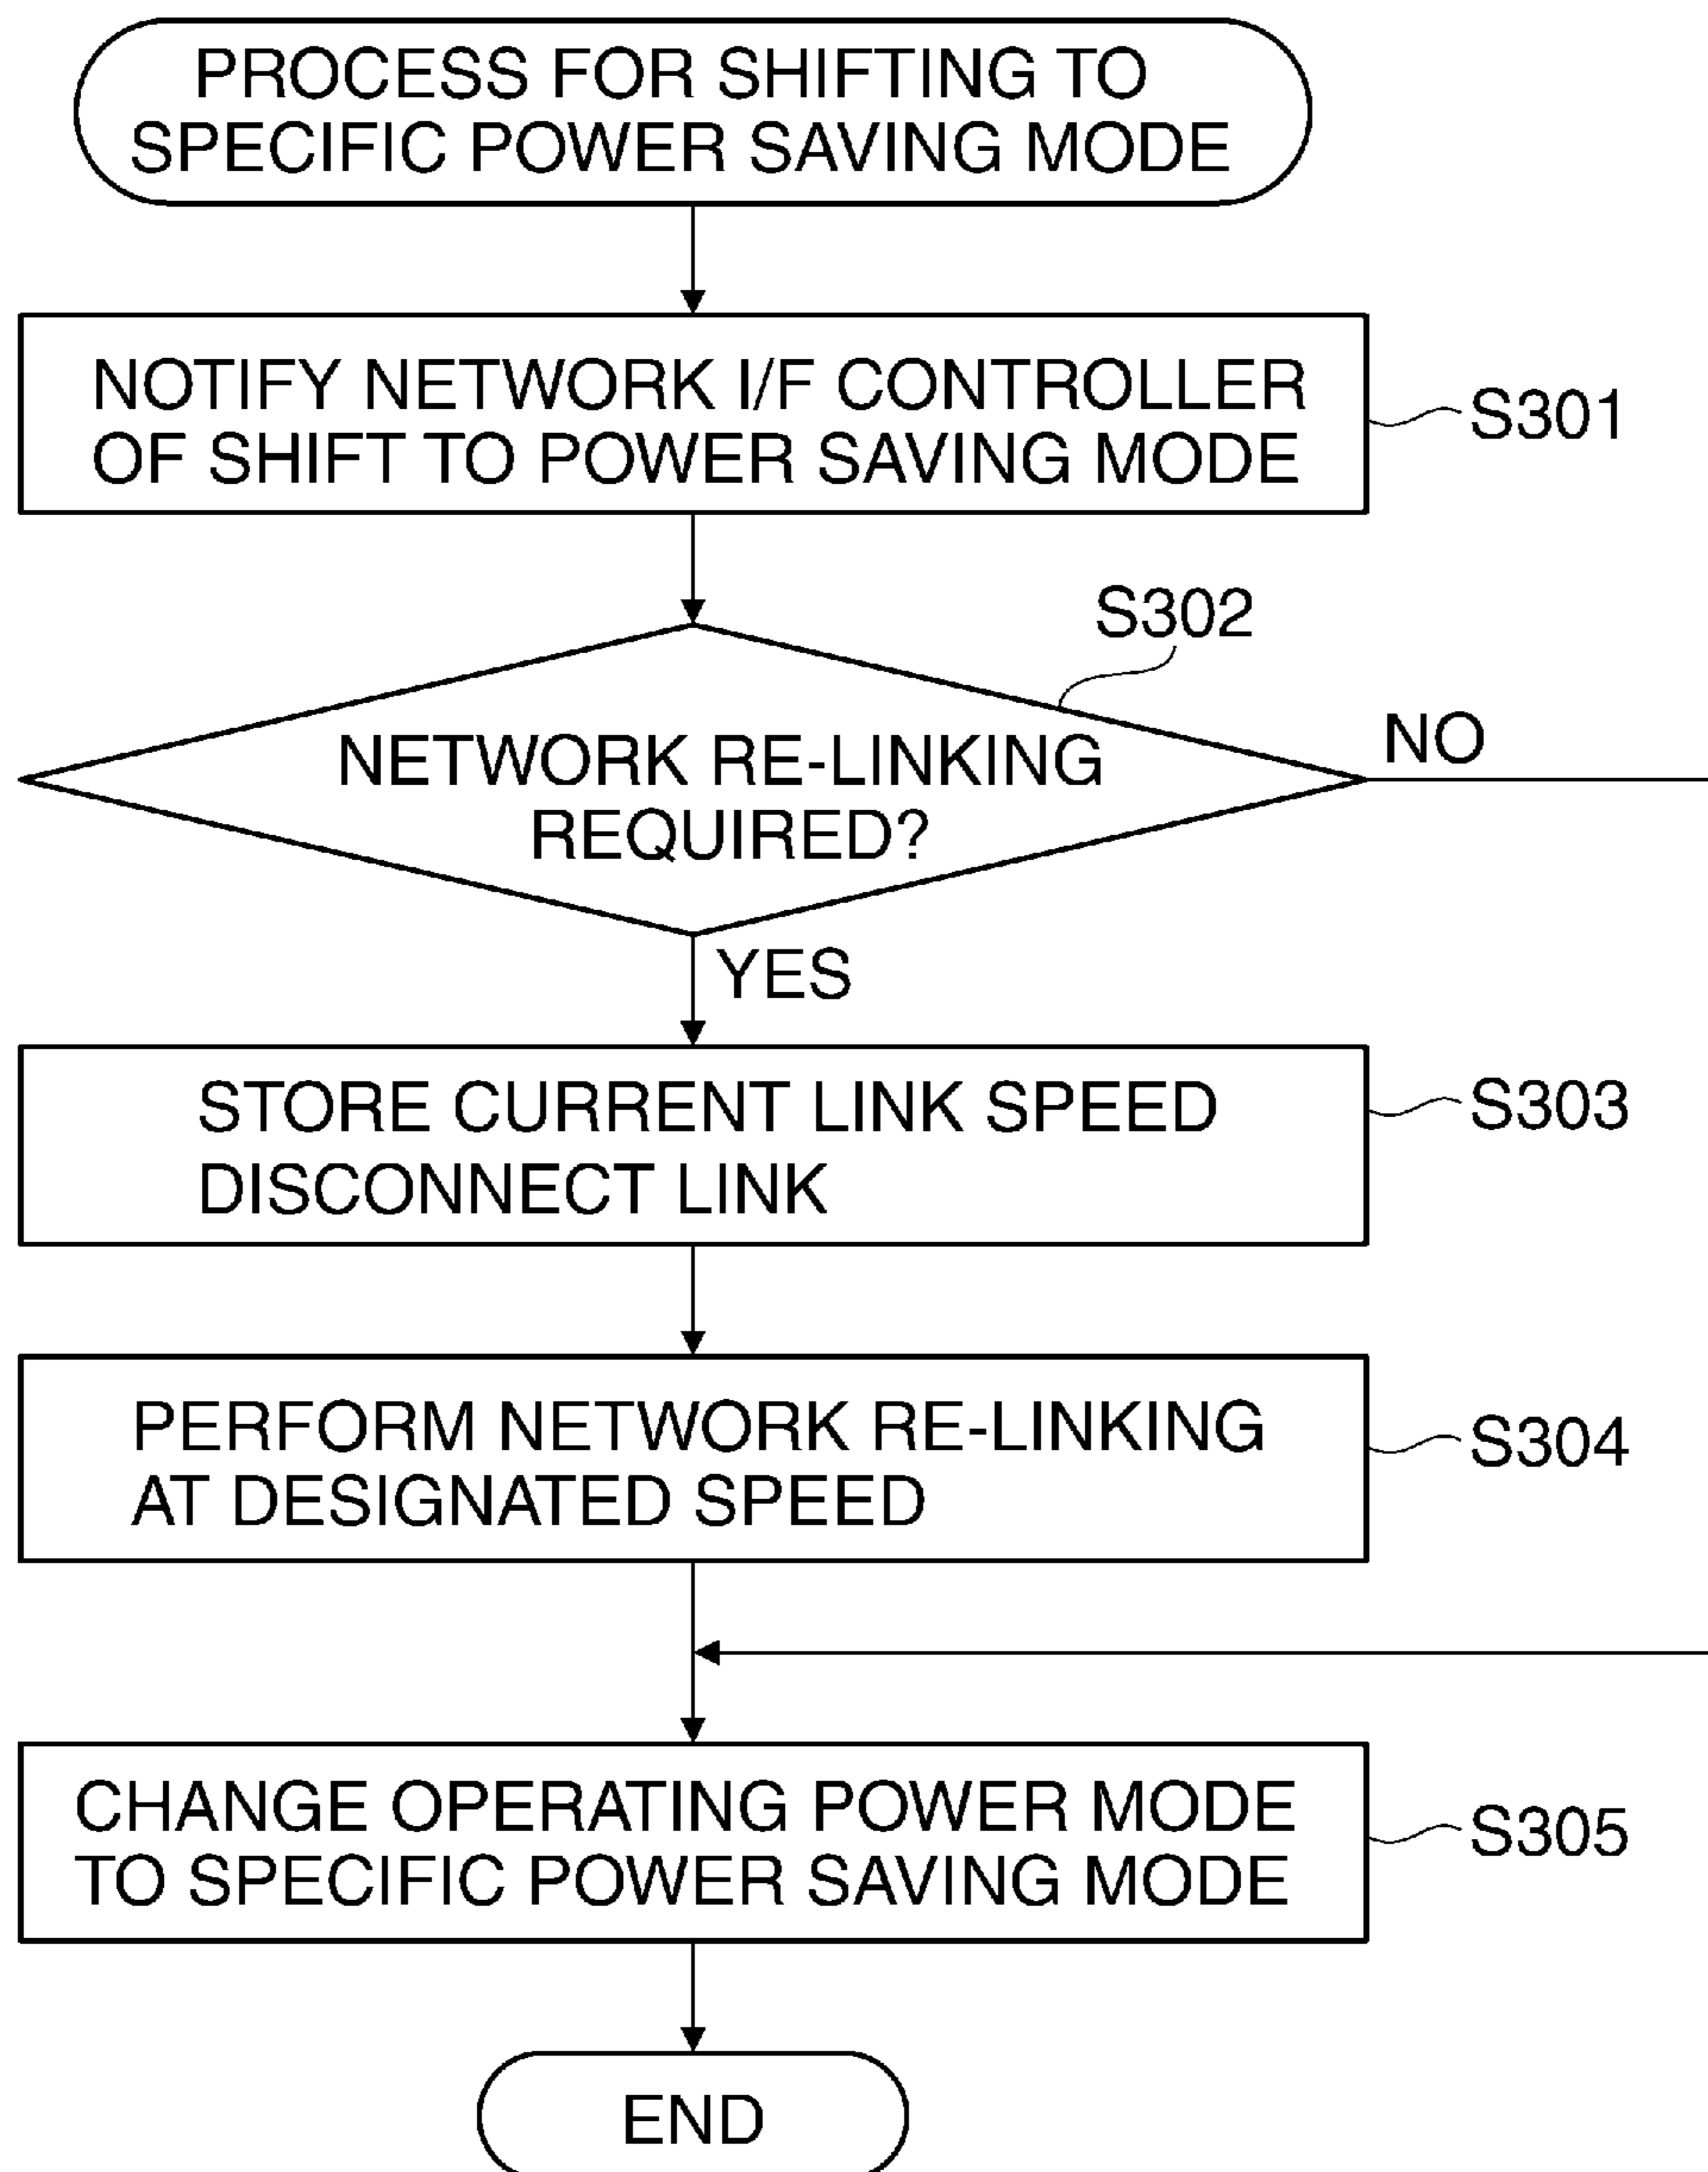 PROCESS FOR SHIFTING TO
SPECIFIC POWER SAVING MODE
NOTIFY NETWORK I/F CONTROLLER
OF SHIFT TO POWER SAVING MODE
S301
S302
NETWORK RE-LINKING
REQUIRED?
NO
YES
STORE CURRENT LINK SPEED
DISCONNECT LINK
S303
PERFORM NETWORK RE-LINKING
AT DESIGNATED SPEED
S304
CHANGE OPERATING POWER MODE
TO SPECIFIC POWER SAVING MODE
S305
END